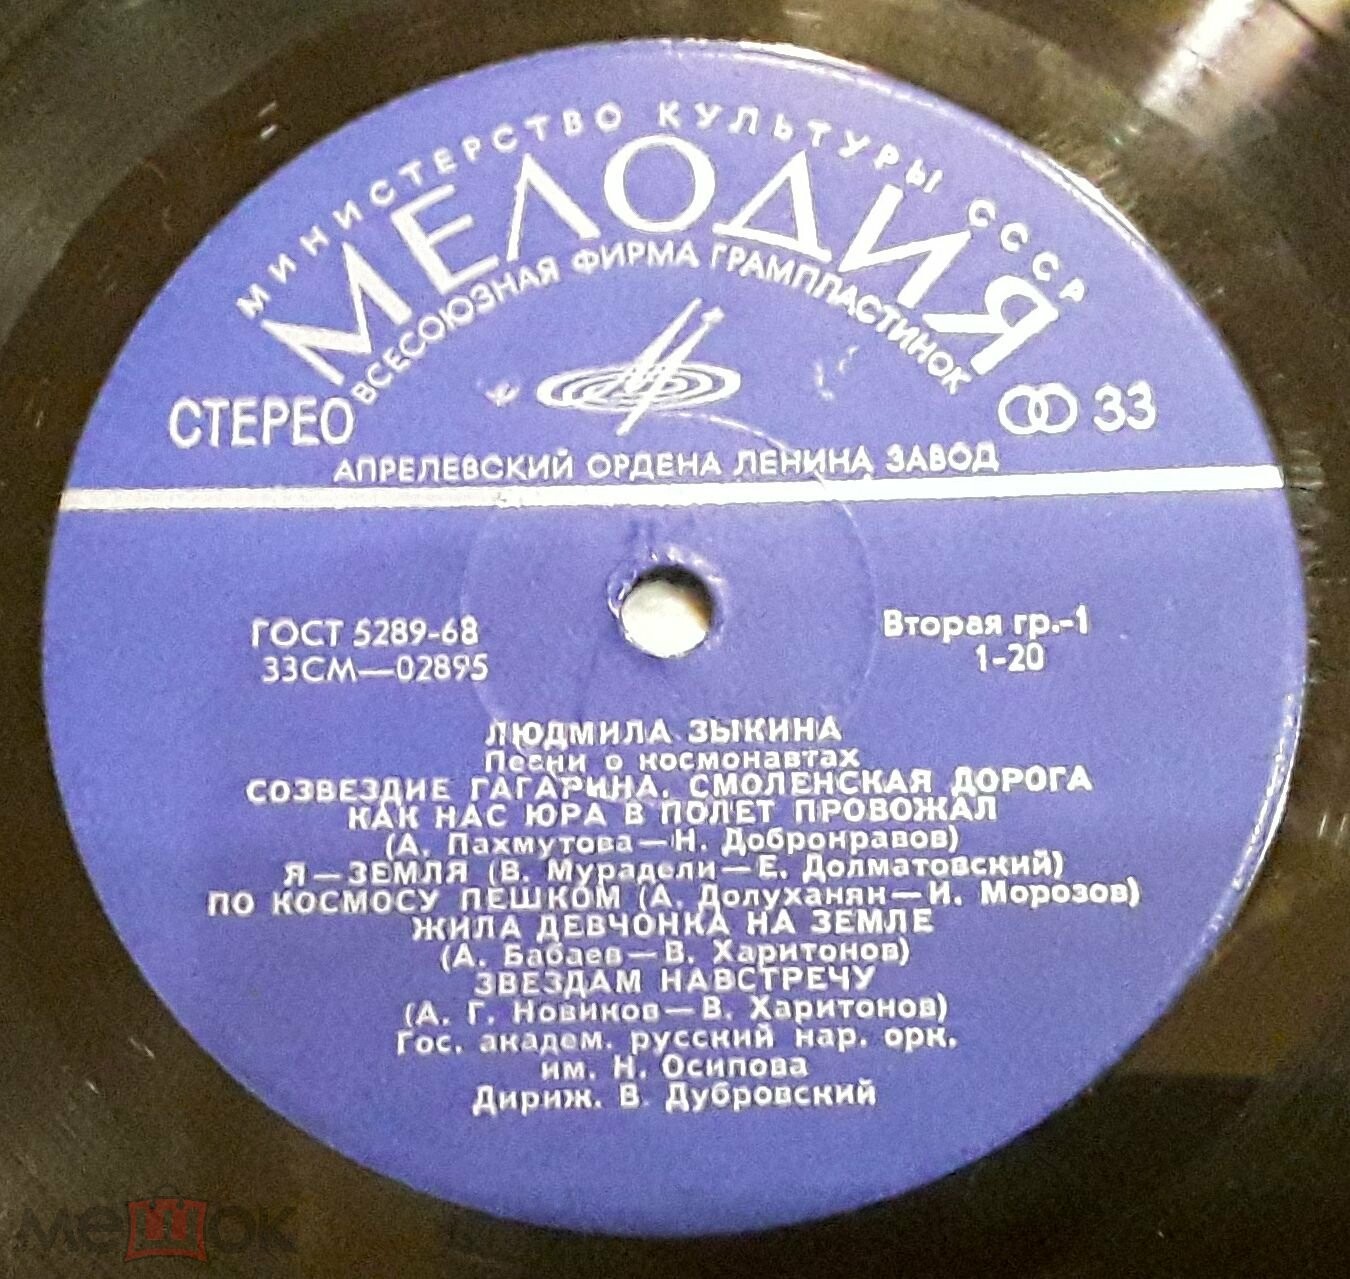 МИНИСТЕРСТВО КУЛЬТУРЫ СССР
МЕЛОДИЯ
ВСЕСОЮЗНАЯ ФИРМА ГРАМПЛАСТИНОК
СТЕРЕО
33
АПРЕЛЕВСКИЙ ОРДЕНА ЛЕНИНА ЗАВОД
ГОСТ 5289-68
Вторая гр.-1
33СМ—02895
1-20
ЛЮДМИЛА ЗЫКИНА
Песни о космонавтах
СОЗВЕЗДИЕ ГАГАРИНА. СМОЛЕНСКАЯ ДОРОГА
КАК НАС ЮРА В ПОЛЕТ ПРОВОЖАЛ
(А. Пахмутова—Н. Добронравов)
Я—ЗЕМЛЯ (В. Мурадели—Е. Долматовский)
ПО КОСМОСУ ПЕШКОМ (А. Долуханян—И. Морозов)
ЖИЛА ДЕВЧОНКА НА ЗЕМЛЕ
(А. Бабаев—В. Харитонов)
ЗВЕЗДАМ НАВСТРЕЧУ
(А. Г. Новиков—В. Харитонов)
Гос. академ. русский нар. орк.
им. Н. Осипова
Дириж. В. Дубровский
мешок